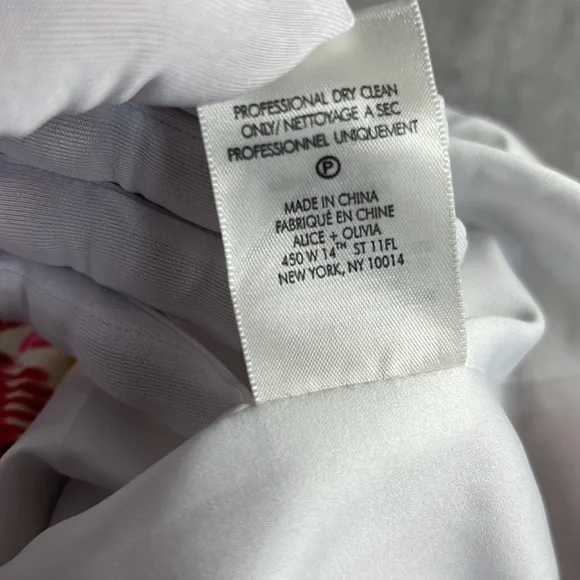 PROFESSIONAL DRY CLEAN
ONLY/ NETTOYAGE A SEC
PROFESSIONNEL UNIQUEMENT
P
MADE IN CHINA
FABRIQUÉ EN CHINE
ALICE + OLIVIA
450 W 14TH ST 11FL
NEW YORK, NY 10014